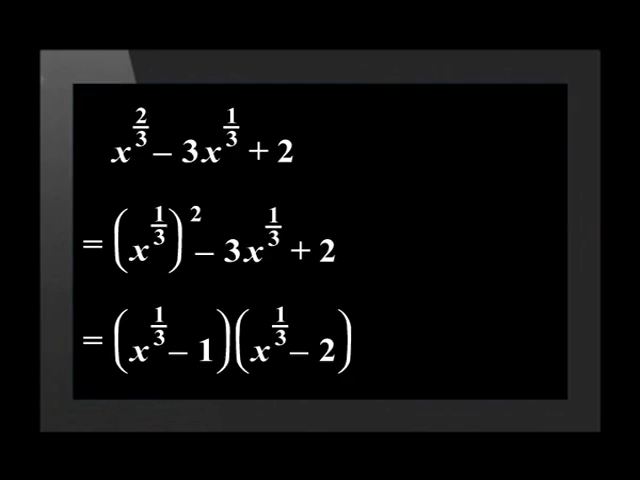 x^{2/3} – 3x^{1/3} + 2
= (x^{1/3})^2 – 3x^{1/3} + 2
= (x^{1/3} – 1)(x^{1/3} – 2)